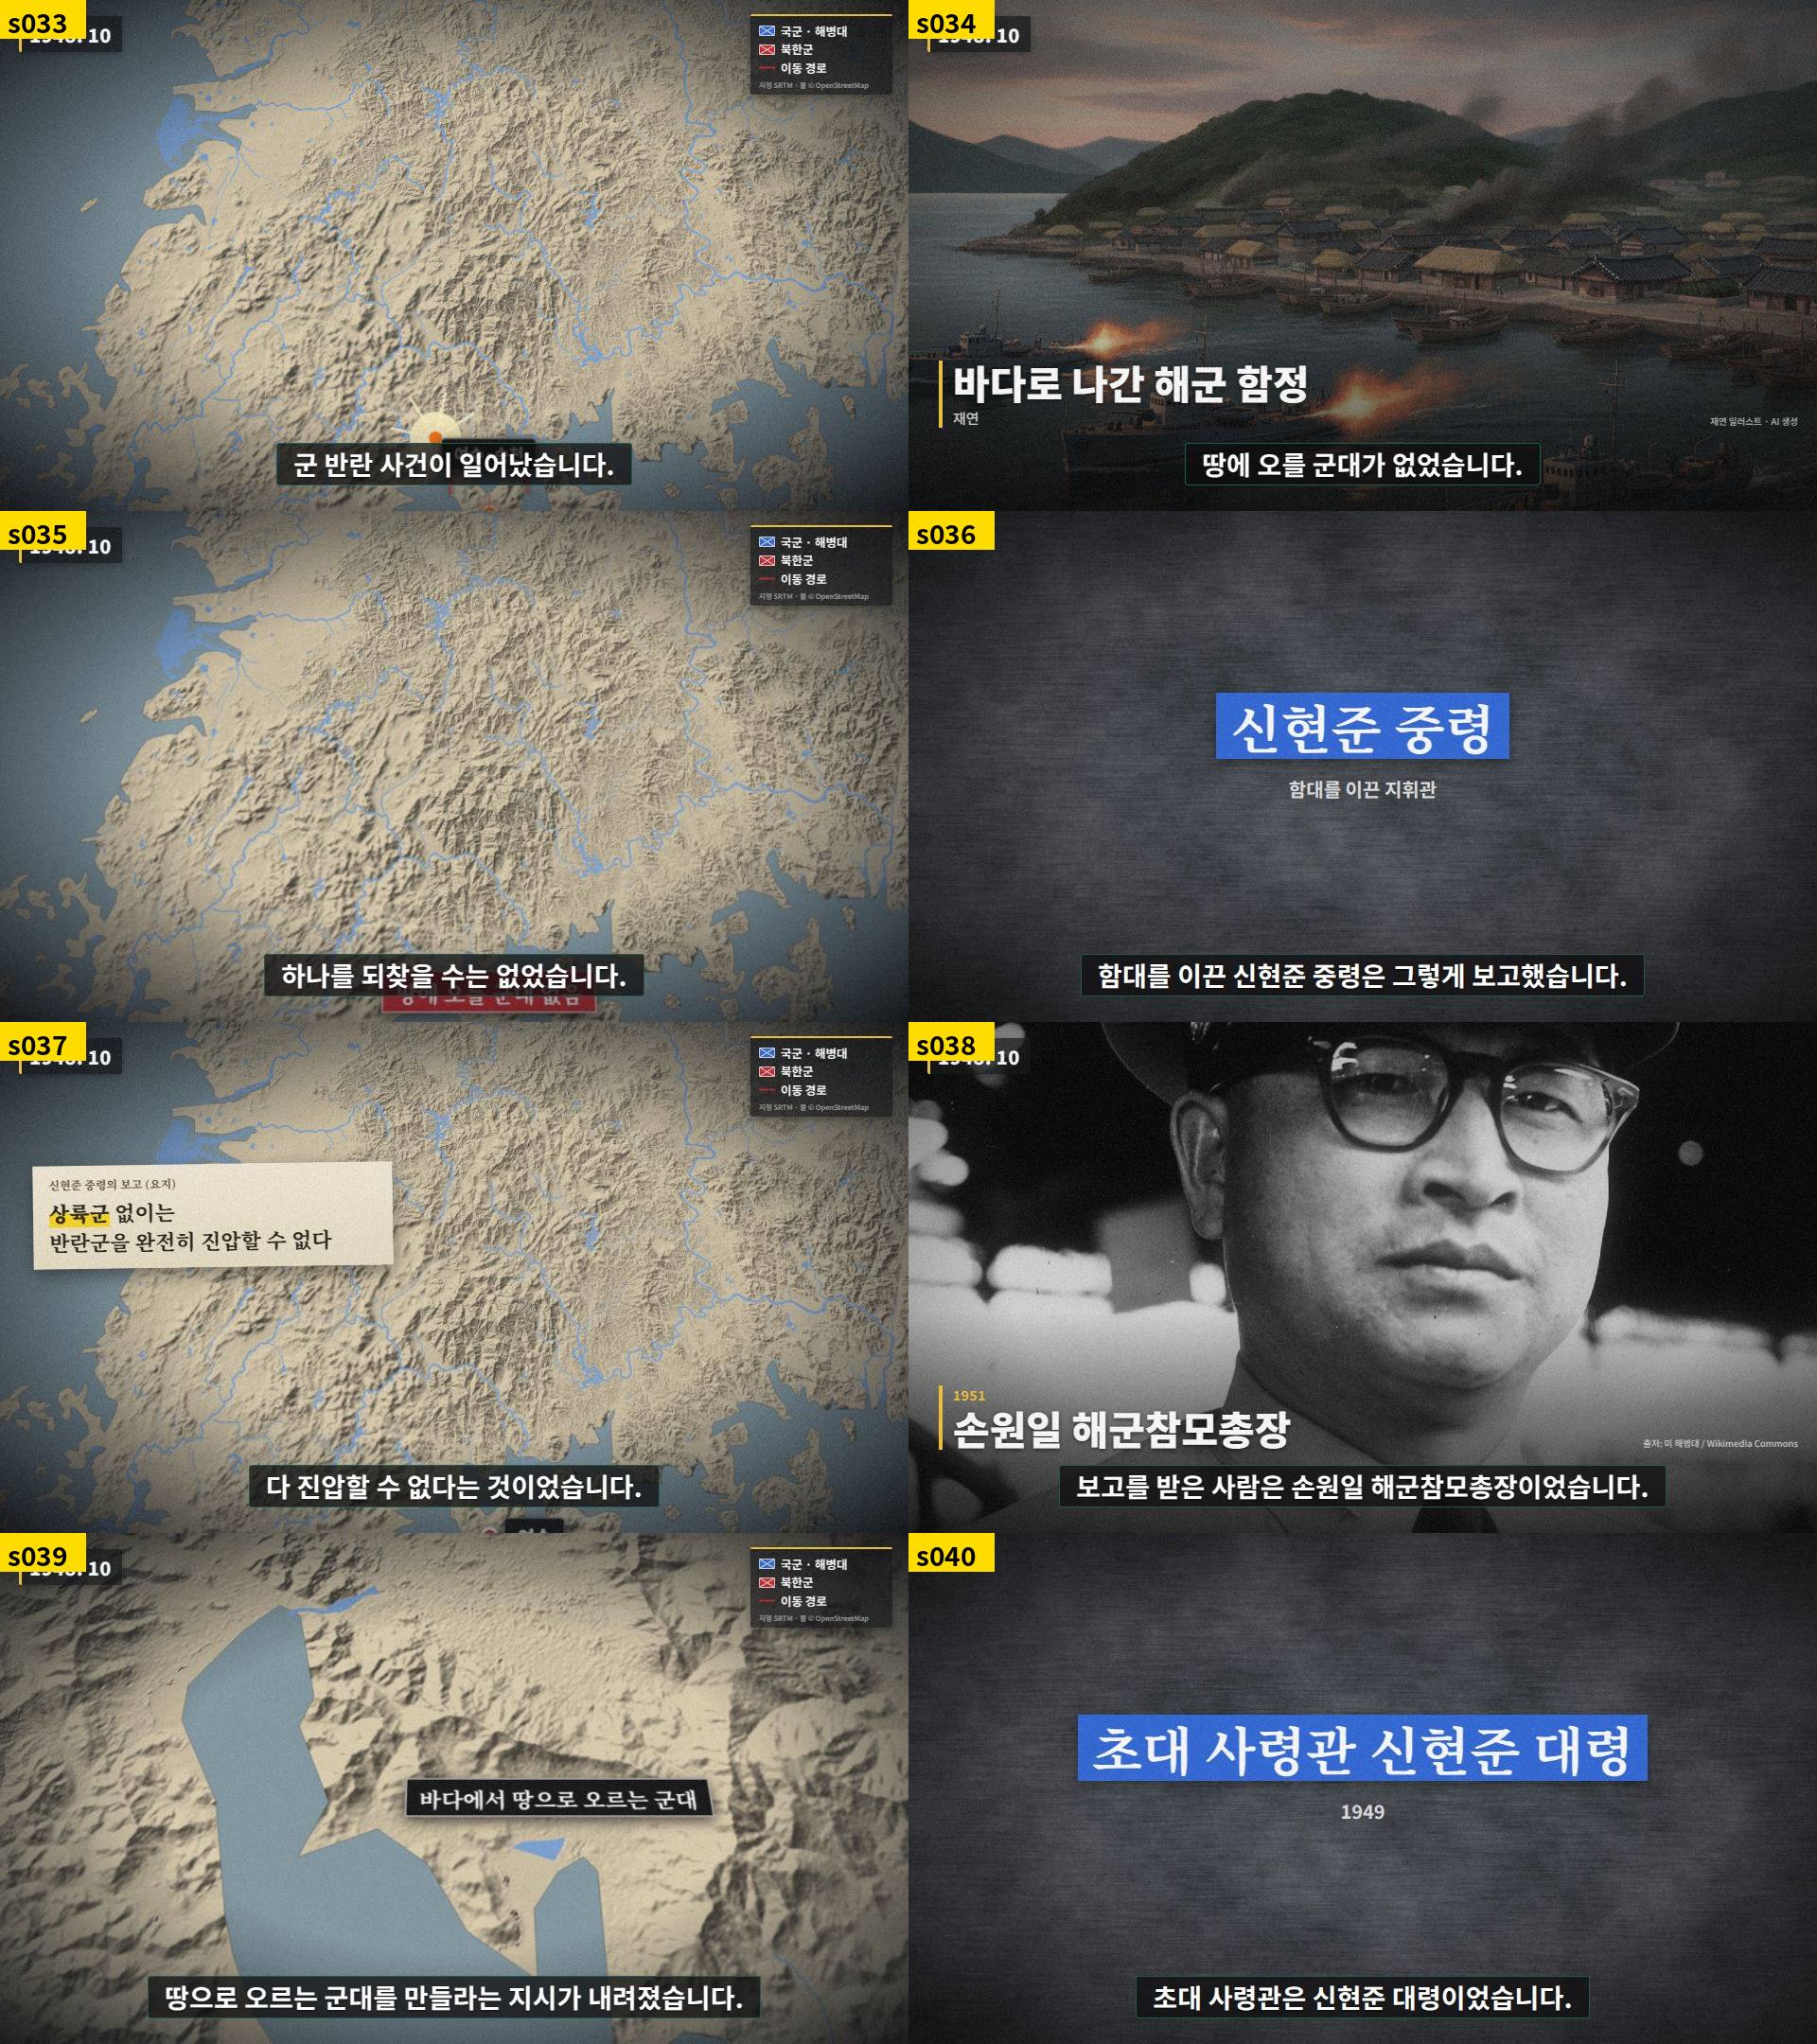 s033
10
국군 · 해병대
북한군
이동 경로
지형 SRTM · 물 © OpenStreetMap
군 반란 사건이 일어났습니다.
s034
10
바다로 나간 해군 함정
재연
재연 일러스트 · AI 생성
땅에 오를 군대가 없었습니다.
s035
10
국군 · 해병대
북한군
이동 경로
지형 SRTM · 물 © OpenStreetMap
하나를 되찾을 수는 없었습니다.
땅에 오를 군대 없음
s036
신현준 중령
함대를 이끈 지휘관
함대를 이끈 신현준 중령은 그렇게 보고했습니다.
s037
10
국군 · 해병대
북한군
이동 경로
지형 SRTM · 물 © OpenStreetMap
신현준 중령의 보고 (요지)
상륙군 없이는
반란군을 완전히 진압할 수 없다
다 진압할 수 없다는 것이었습니다.
s038
10
1951
손원일 해군참모총장
출처: 미 해병대 / Wikimedia Commons
보고를 받은 사람은 손원일 해군참모총장이었습니다.
s039
10
국군 · 해병대
북한군
이동 경로
지형 SRTM · 물 © OpenStreetMap
바다에서 땅으로 오르는 군대
땅으로 오르는 군대를 만들라는 지시가 내려졌습니다.
s040
초대 사령관 신현준 대령
1949
초대 사령관은 신현준 대령이었습니다.